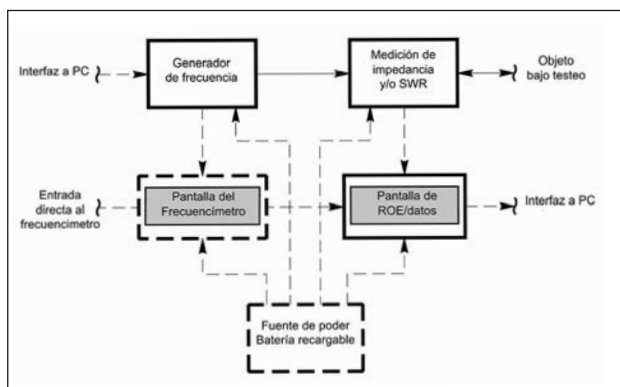 Interfaz a PC
Generador
de frecuencia
Medición de
impedancia
y/o SWR
Objeto
bajo testeo
Entrada
directa al
frecuencímetro
Pantalla del
Frecuencímetro
Pantalla de
ROE/datos
Interfaz a PC
Fuente de poder
Batería recargable